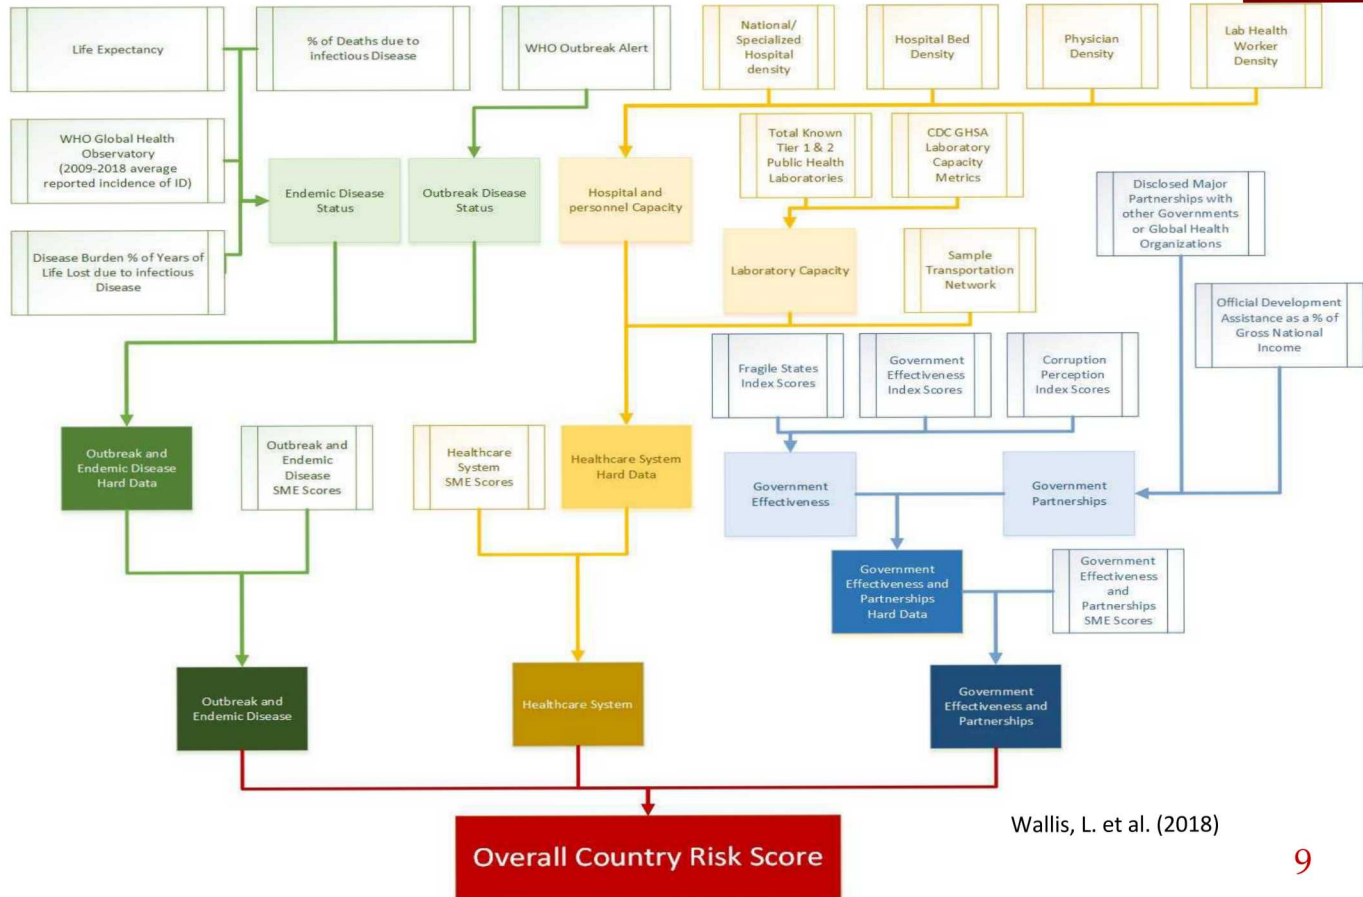 Life Expectancy
% of Deaths due to
infectious Disease
WHO Outbreak Alert
National/
Specialized
Hospital
density
Hospital Bed
Density
Physician
Density
Lab Health
Worker
Density
WHO Global Health
Observatory
(2009-2018 average
reported incidence of ID)
Endemic Disease
Status
Outbreak Disease
Status
Hospital and
personnel Capacity
Total Known
Tier 1 & 2
Public Health
Laboratories
CDC GHSA
Laboratory
Capacity
Metrics
Disclosed Major
Partnerships with
other Governments
or Global Health
Organizations
Disease Burden % of Years of
Life Lost due to infectious
Disease
Laboratory Capacity
Sample
Transportation
Network
Official Development
Assistance as a % of
Gross National
Income
Fragile States
Index Scores
Government
Effectiveness
Index Scores
Corruption
Perception
Index Scores
Outbreak and
Endemic Disease
Hard Data
Outbreak and
Endemic
Disease
SME Scores
Healthcare
System
SME Scores
Healthcare System
Hard Data
Government
Effectiveness
Government
Partnerships
Government
Effectiveness and
Partnerships
Hard Data
Government
Effectiveness
and
Partnerships
SME Scores
Outbreak and
Endemic Disease
Healthcare System
Government
Effectiveness and
Partnerships
Overall Country Risk Score
Wallis, L. et al. (2018)
9